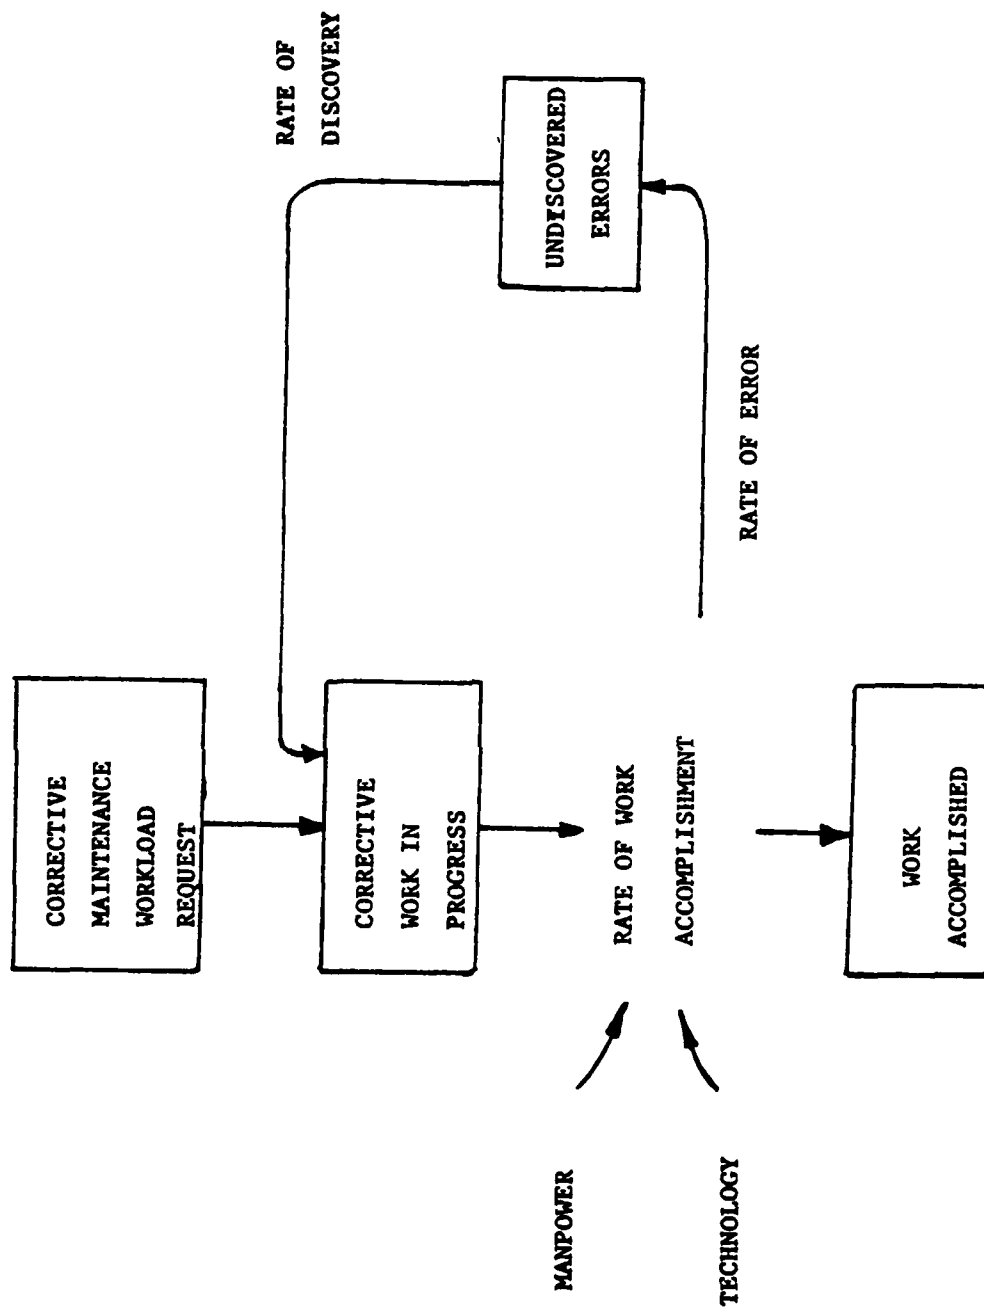 CORRECTIVE
MAINTENANCE
WORKLOAD
REQUEST
CORRECTIVE
WORK IN
PROGRESS
MANPOWER
TECHNOLOGY
RATE OF WORK
ACCOMPLISHMENT
WORK
ACCOMPLISHED
RATE OF
DISCOVERY
UNDISCOVERED
ERRORS
RATE OF ERROR